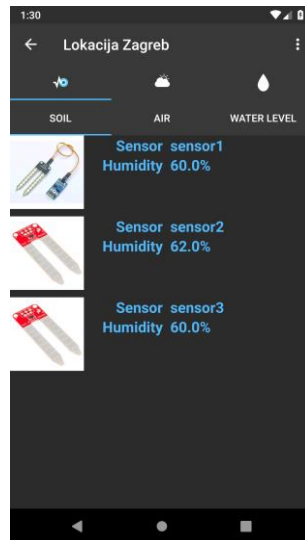 1:30
Lokacija Zagreb
SOIL AIR WATER LEVEL
Sensor sensor1
Humidity 60.0%
Sensor sensor2
Humidity 62.0%
Sensor sensor3
Humidity 60.0%